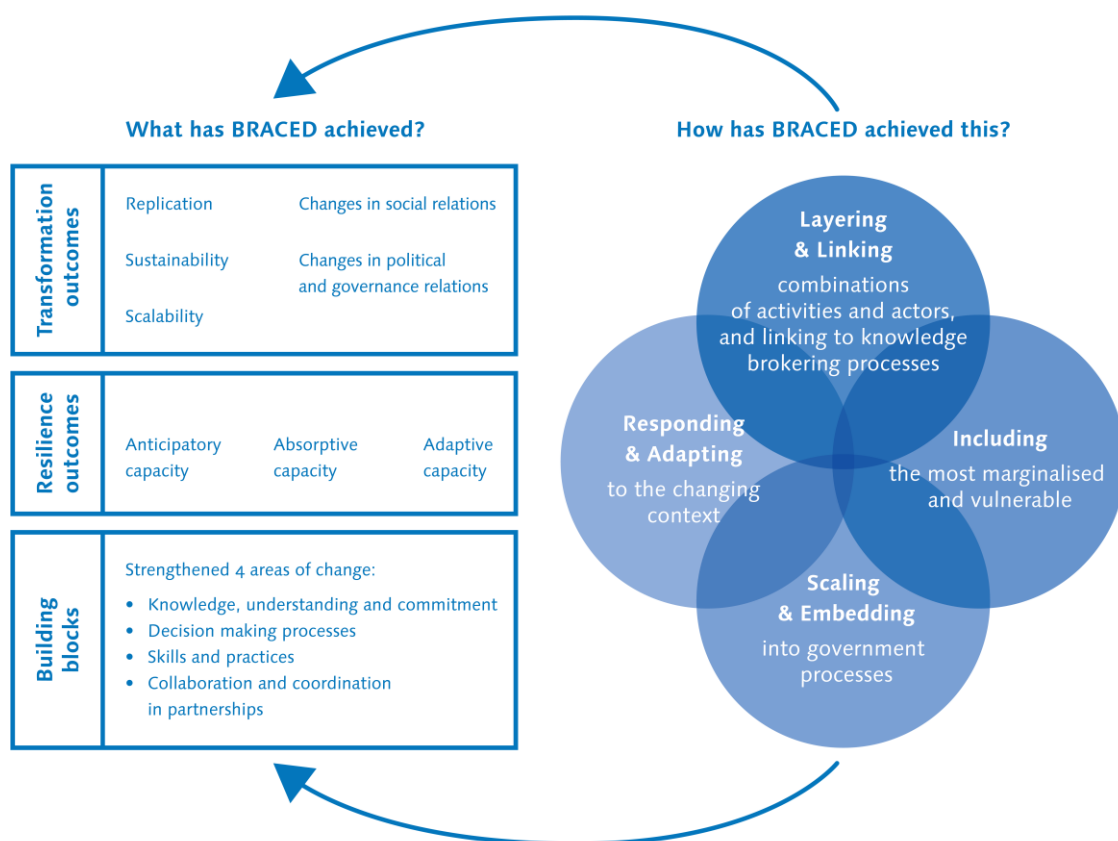 What has BRACED achieved?
Transformation
outcomes
Replication
Changes in social relations
Sustainability
Changes in political
and governance relations
Scalability
Resilience
outcomes
Anticipatory
capacity
Absorptive
capacity
Adaptive
capacity
Building
blocks
Strengthened 4 areas of change:
• Knowledge, understanding and commitment
• Decision making processes
• Skills and practices
• Collaboration and coordination
in partnerships
How has BRACED achieved this?
Layering
& Linking
combinations
of activities and actors,
and linking to knowledge
brokering processes
Responding
& Adapting
to the changing
context
Including
the most marginalised
and vulnerable
Scaling
& Embedding
into government
processes